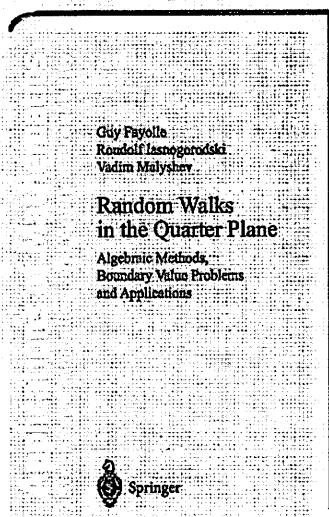 Guy Fayolle
Roudolf Iasnogorodski
Vadim Malyshev
Random Walks
in the Quarter Plane
Algebraic Methods,
Boundary Value Problems
and Applications
Springer